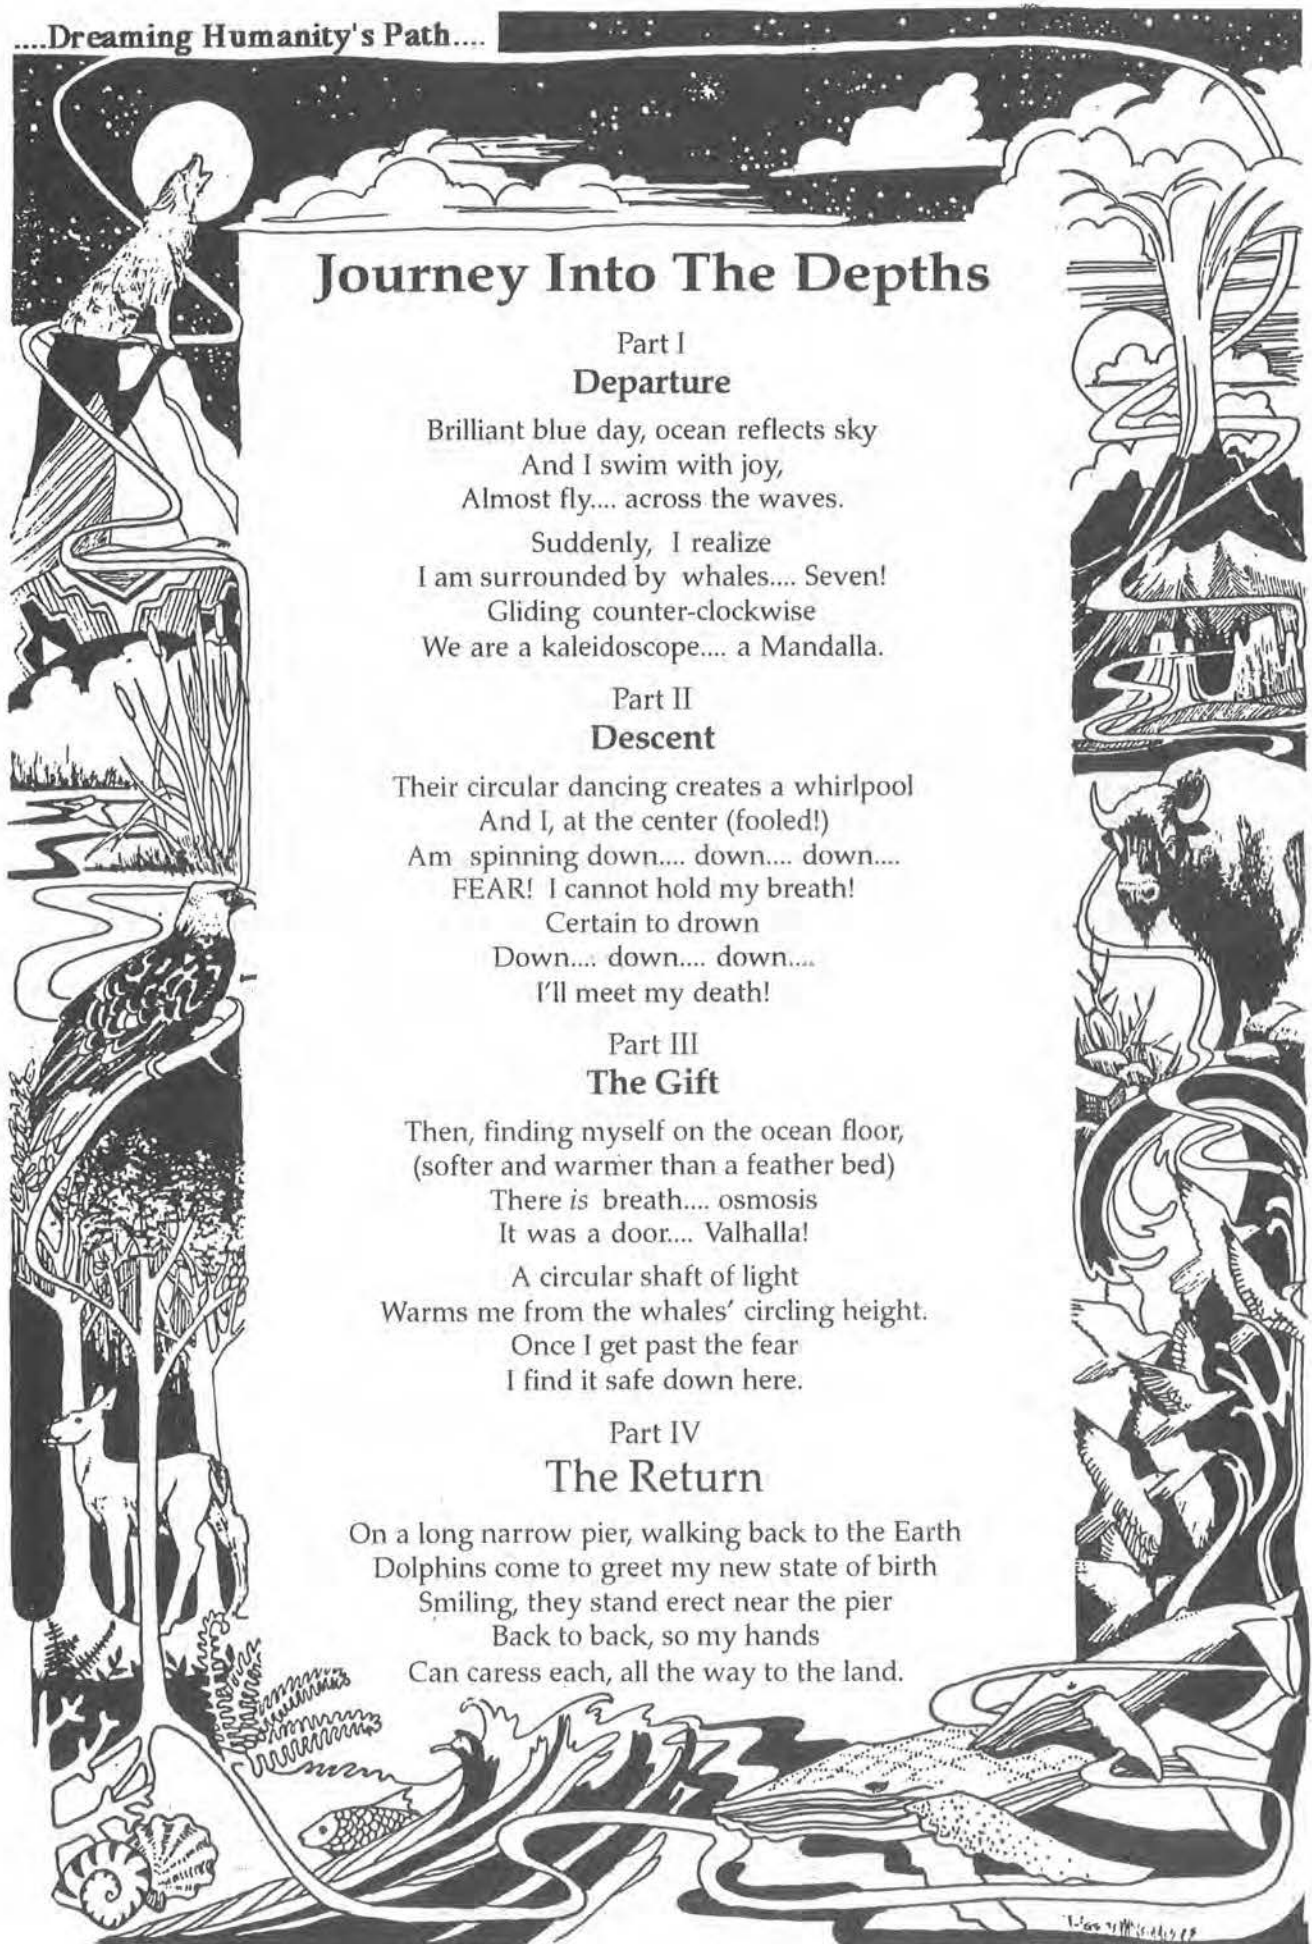 ....Dreaming Humanity's Path....
Journey Into The Depths
Part I
Departure
Brilliant blue day, ocean reflects sky
And I swim with joy,
Almost fly.... across the waves.
Suddenly, I realize
I am surrounded by whales.... Seven!
Gliding counter-clockwise
We are a kaleidoscope.... a Mandalla.
Part II
Descent
Their circular dancing creates a whirlpool
And I, at the center (fooled!)
Am spinning down.... down.... down....
FEAR! I cannot hold my breath!
Certain to drown
Down.... down.... down....
I'll meet my death!
Part III
The Gift
Then, finding myself on the ocean floor,
(softer and warmer than a feather bed)
There is breath.... osmosis
It was a door.... Valhalla!
A circular shaft of light
Warms me from the whales' circling height.
Once I get past the fear
I find it safe down here.
Part IV
The Return
On a long narrow pier, walking back to the Earth
Dolphins come to greet my new state of birth
Smiling, they stand erect near the pier
Back to back, so my hands
Can caress each, all the way to the land.